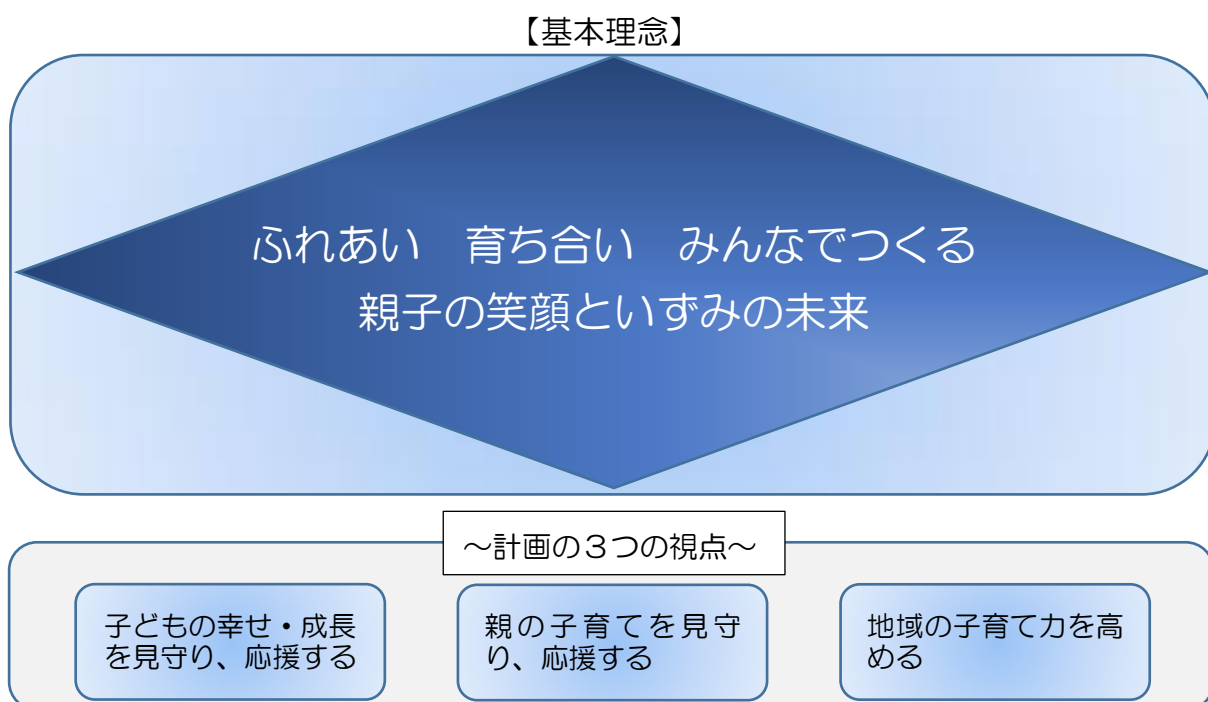 【基本理念】
ふれあい　育ち合い　みんなでつくる
親子の笑顔といずみの未来
～計画の３つの視点～
子どもの幸せ・成長
を見守り、応援する
親の子育てを見守
り、応援する
地域の子育て力を高
める